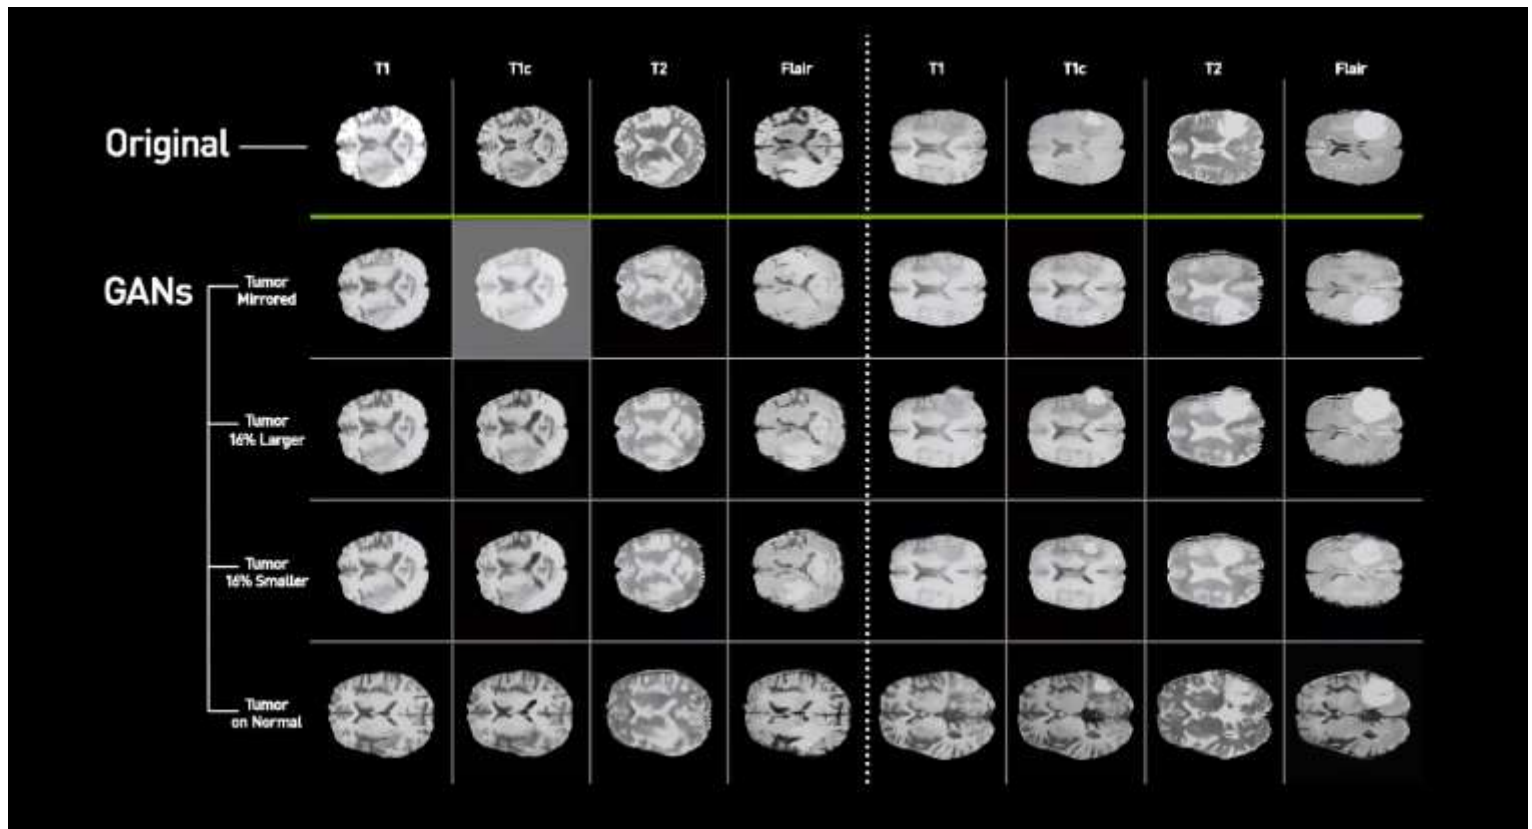 T1 T1c T2 Flair T1 T1c T2 Flair
Original
GANs
Tumor
Mirrored
Tumor
16% Larger
Tumor
16% Smaller
Tumor
on Normal